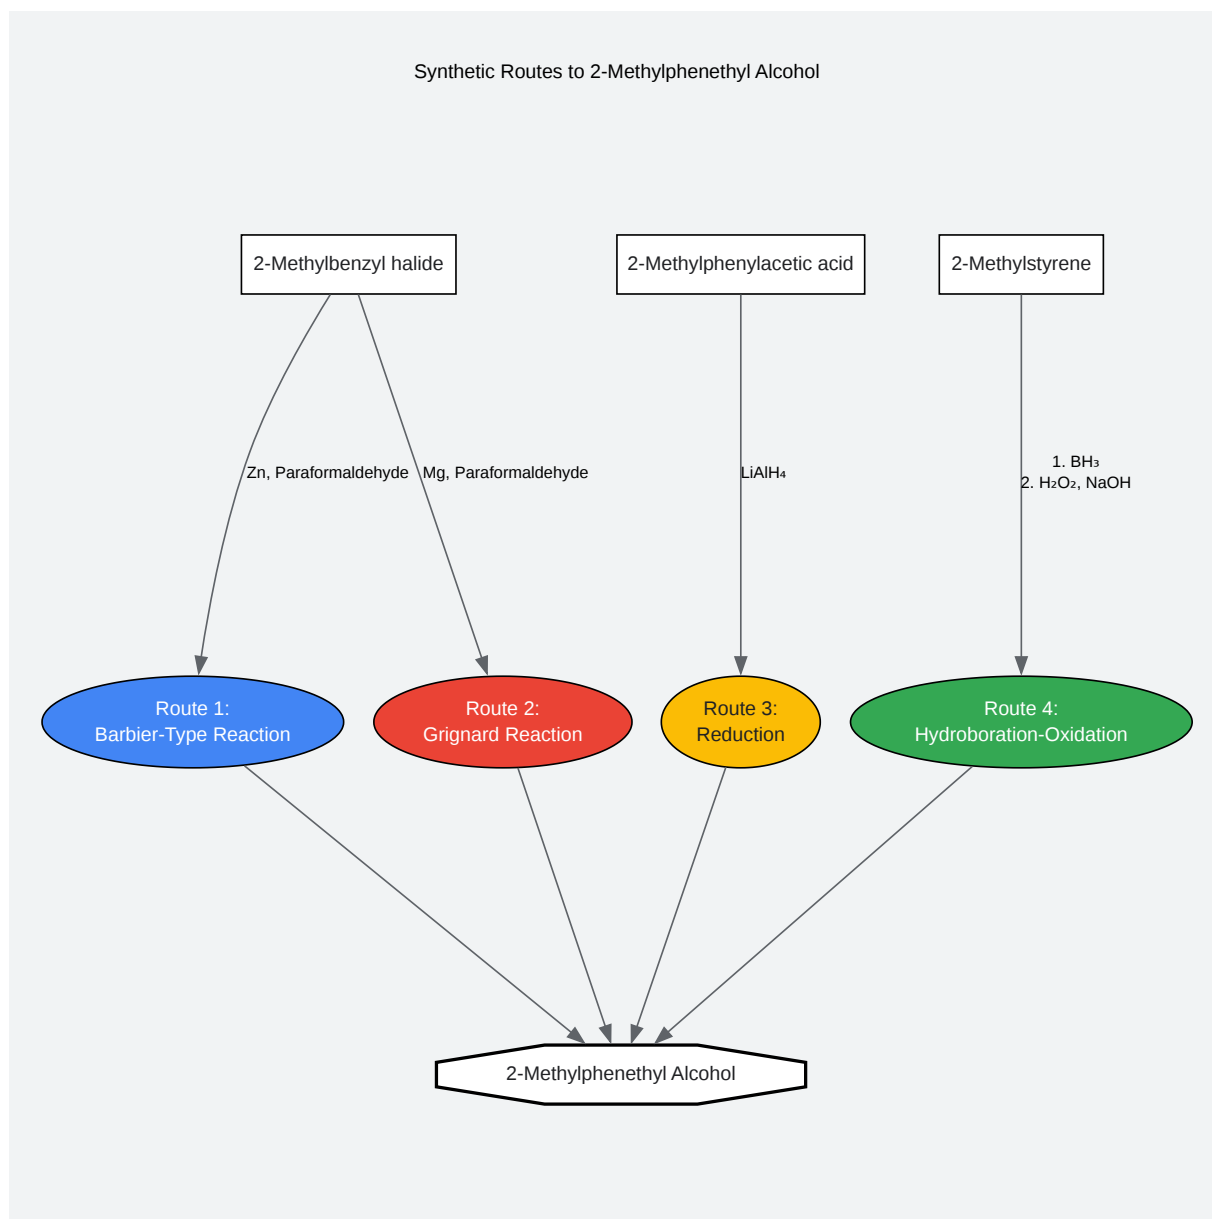 Synthetic Routes to 2-Methylphenethyl Alcohol
2-Methylbenzyl halide
2-Methylphenylacetic acid
2-Methylstyrene
Zn, Paraformaldehyde
Mg, Paraformaldehyde
LiAlH₄
1. BH₃
2. H₂O₂, NaOH
Route 1:
Barbier-Type Reaction
Route 2:
Grignard Reaction
Route 3:
Reduction
Route 4:
Hydroboration-Oxidation
2-Methylphenethyl Alcohol